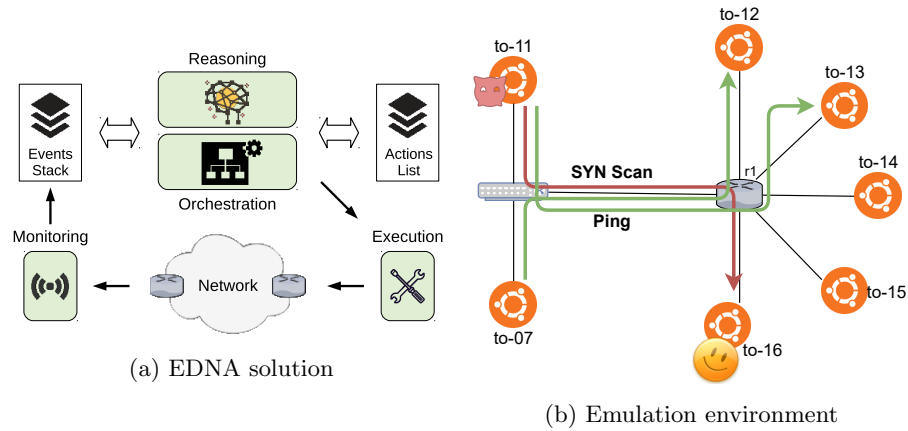 Reasoning
Events
Stack
Actions
List
Orchestration
Monitoring
Network
Execution
(a) EDNA solution
to-11
to-12
to-13
SYN Scan
r1
to-14
Ping
to-15
to-07
to-16
(b) Emulation environment